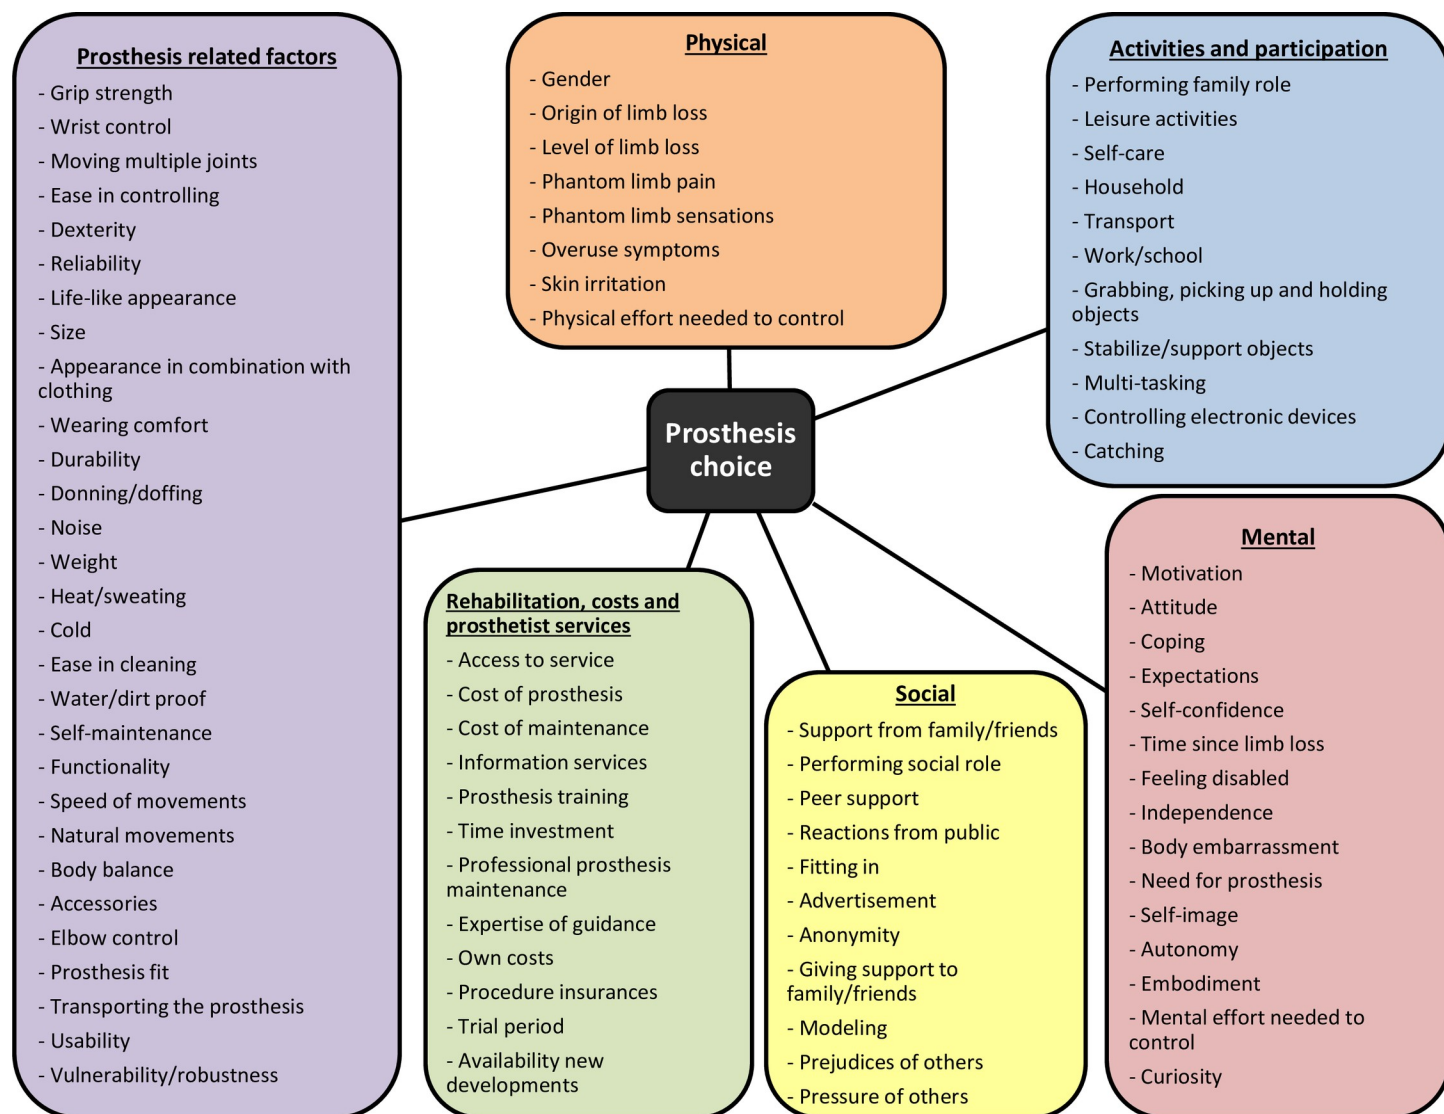 Prosthesis related factors
- Grip strength
- Wrist control
- Moving multiple joints
- Ease in controlling
- Dexterity
- Reliability
- Life-like appearance
- Size
- Appearance in combination with
clothing
- Wearing comfort
- Durability
- Donning/doffing
- Noise
- Weight
- Heat/sweating
- Cold
- Ease in cleaning
- Water/dirt proof
- Self-maintenance
- Functionality
- Speed of movements
- Natural movements
- Body balance
- Accessories
- Elbow control
- Prosthesis fit
- Transporting the prosthesis
- Usability
- Vulnerability/robustness
Physical
- Gender
- Origin of limb loss
- Level of limb loss
- Phantom limb pain
- Phantom limb sensations
- Overuse symptoms
- Skin irritation
- Physical effort needed to control
Activities and participation
- Performing family role
- Leisure activities
- Self-care
- Household
- Transport
- Work/school
- Grabbing, picking up and holding
objects
- Stabilize/support objects
- Multi-tasking
- Controlling electronic devices
- Catching
Prosthesis
choice
Rehabilitation, costs and
prosthetist services
- Access to service
- Cost of prosthesis
- Cost of maintenance
- Information services
- Prosthesis training
- Time investment
- Professional prosthesis
maintenance
- Expertise of guidance
- Own costs
- Procedure insurances
- Trial period
- Availability new
developments
Social
- Support from family/friends
- Performing social role
- Peer support
- Reactions from public
- Fitting in
- Advertisement
- Anonymity
- Giving support to
family/friends
- Modeling
- Prejudices of others
- Pressure of others
Mental
- Motivation
- Attitude
- Coping
- Expectations
- Self-confidence
- Time since limb loss
- Feeling disabled
- Independence
- Body embarrassment
- Need for prosthesis
- Self-image
- Autonomy
- Embodiment
- Mental effort needed to
control
- Curiosity